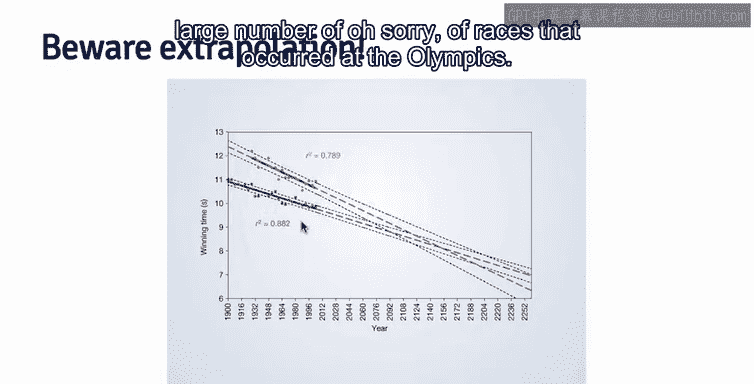 large number of oh sorry, of races that
occurred at the Olympics.
Beware extrapolation!
r² = 0.789
r² = 0.882
Winning time (s)
13
12
11
10
9
8
7
6
1900 1916 1932 1948 1964 1980 1996 2012 2028 2044 2060 2076 2092 2108 2124 2140 2156 2172 2188 2204 2220 2236 2252
Year